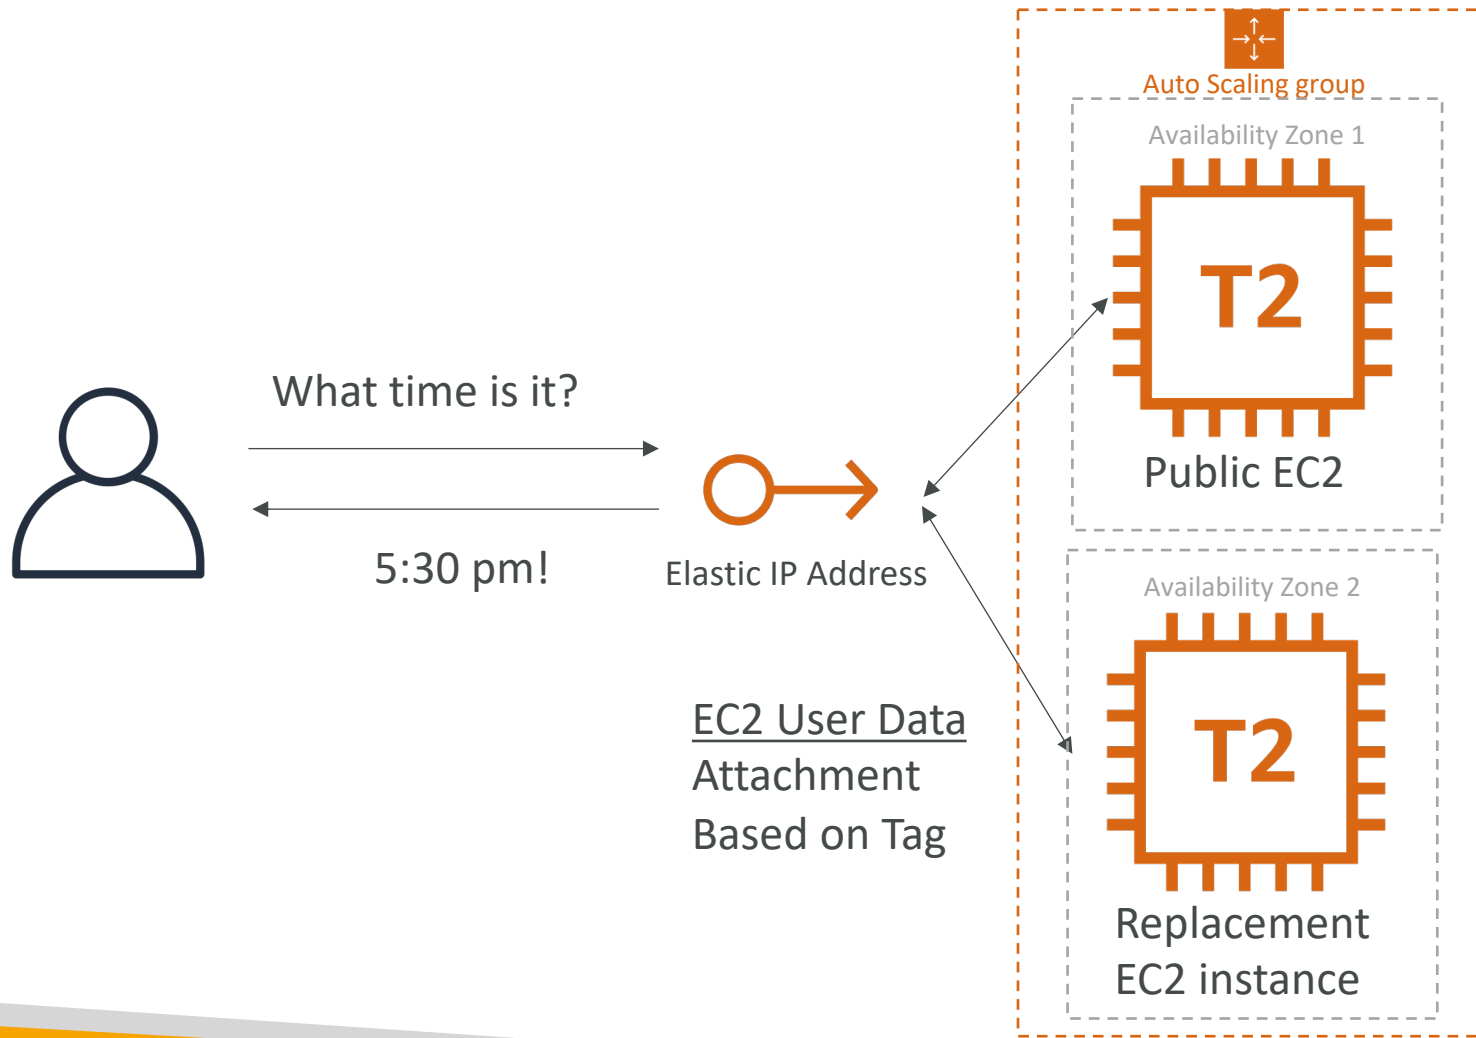 What time is it?
5:30 pm!
Elastic IP Address
EC2 User Data
Attachment
Based on Tag
Auto Scaling group
Availability Zone 1
T2
Public EC2
Availability Zone 2
T2
Replacement
EC2 instance